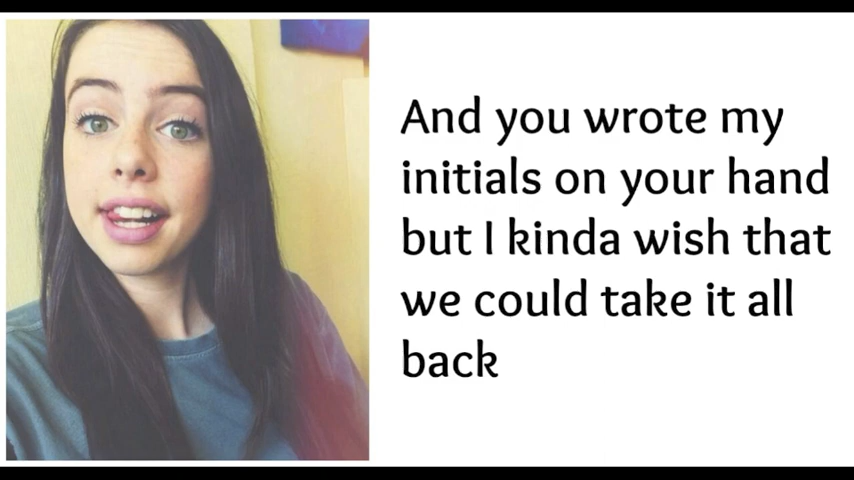 And you wrote my
initials on your hand
but I kinda wish that
we could take it all
back